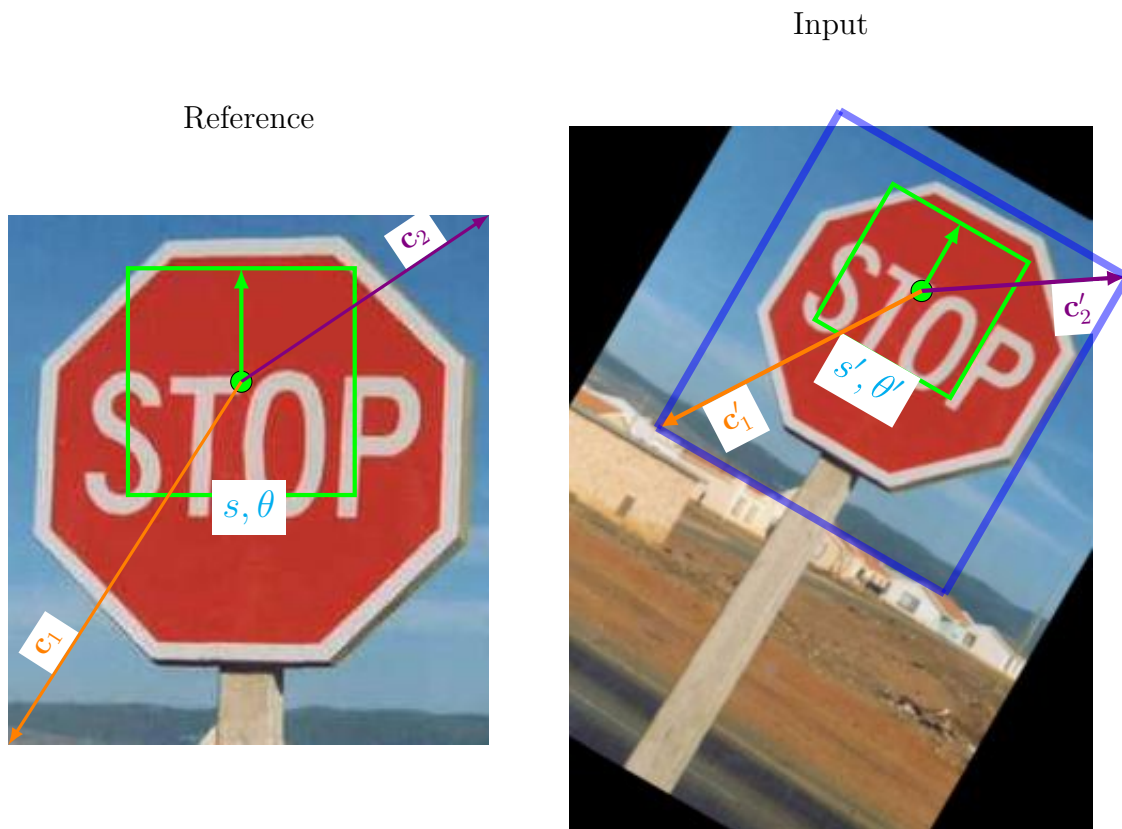 Reference
Input
c₂
STOP
s, θ
c₁
STOP
c′₂
s′, θ′
c′₁